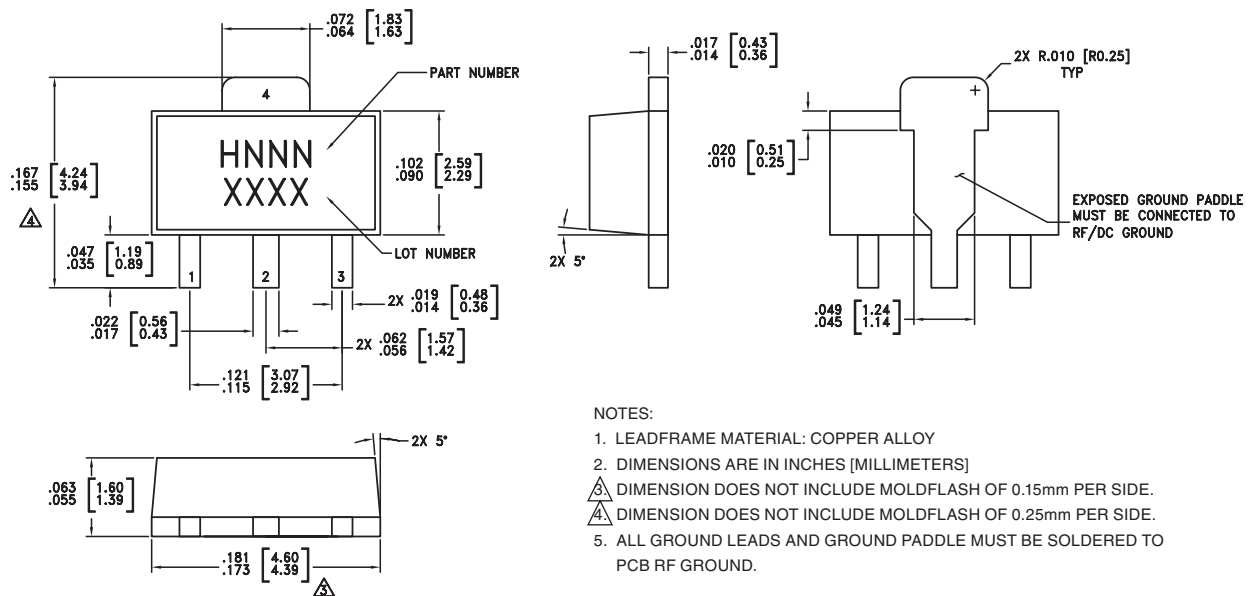 .072 [1.83]
.064 [1.63]
PART NUMBER
4
HNNN
XXXX
.167 [4.24]
.155 [3.94]
4
.102 [2.59]
.090 [2.29]
LOT NUMBER
.047 [1.19]
.035 [0.89]
1
2
3
2X .019 [0.48]
.014 [0.36]
.022 [0.56]
.017 [0.43]
2X .062 [1.57]
.056 [1.42]
.121 [3.07]
.115 [2.92]
.017 [0.43]
.014 [0.36]
2X 5°
2X R.010 [R0.25]
TYP
.020 [0.51]
.010 [0.25]
EXPOSED GROUND PADDLE
MUST BE CONNECTED TO
RF/DC GROUND
.049 [1.24]
.045 [1.14]
2X 5°
.063 [1.60]
.055 [1.39]
.181 [4.60]
.173 [4.39]
3
NOTES:
1. LEADFRAME MATERIAL: COPPER ALLOY
2. DIMENSIONS ARE IN INCHES [MILLIMETERS]
3. DIMENSION DOES NOT INCLUDE MOLDFLASH OF 0.15mm PER SIDE.
4. DIMENSION DOES NOT INCLUDE MOLDFLASH OF 0.25mm PER SIDE.
5. ALL GROUND LEADS AND GROUND PADDLE MUST BE SOLDERED TO
PCB RF GROUND.